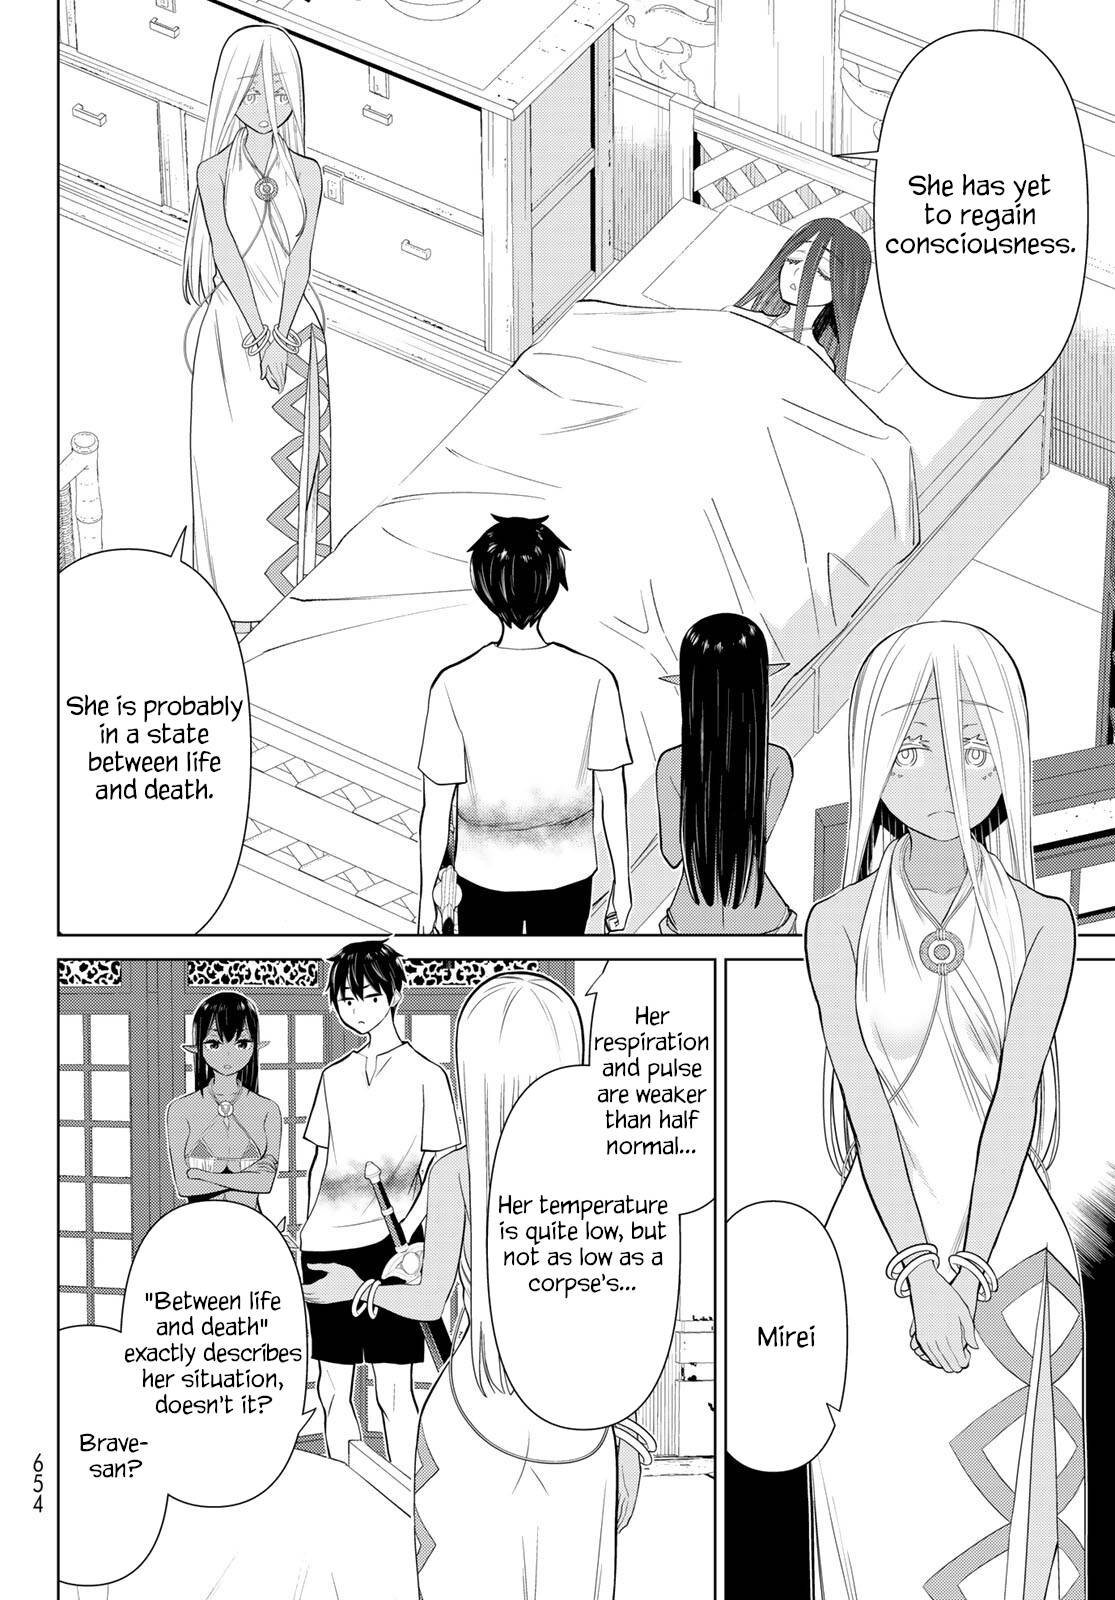 She has yet
to regain
consciousness.
She is probably
in a state
between life
and death.
Mirei
Her
respiration
and pulse
are weaker
than half
normal...
Her temperature
is quite low, but
not as low as a
corpse's...
"Between life
and death"
exactly describes
her situation,
doesn't it?
Brave-
san?
654